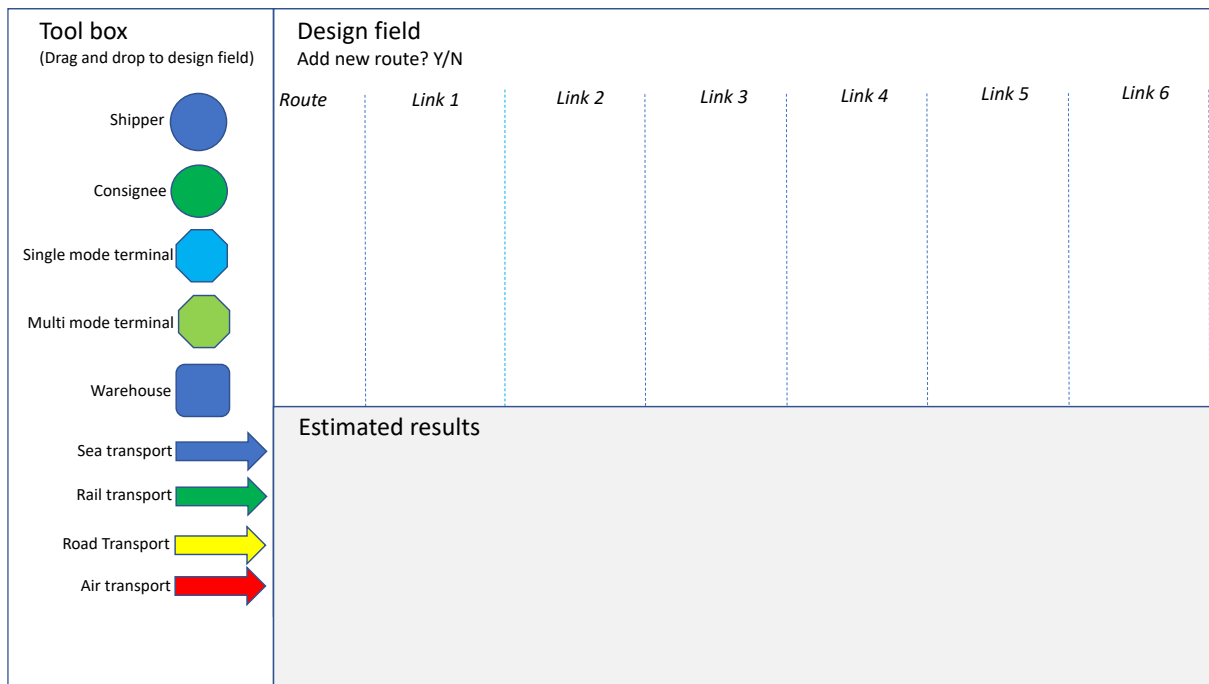 Tool box
(Drag and drop to design field)
Shipper
Consignee
Single mode terminal
Multi mode terminal
Warehouse
Sea transport
Rail transport
Road Transport
Air transport
Design field
Add new route? Y/N
Route Link 1 Link 2 Link 3 Link 4 Link 5 Link 6
Estimated results